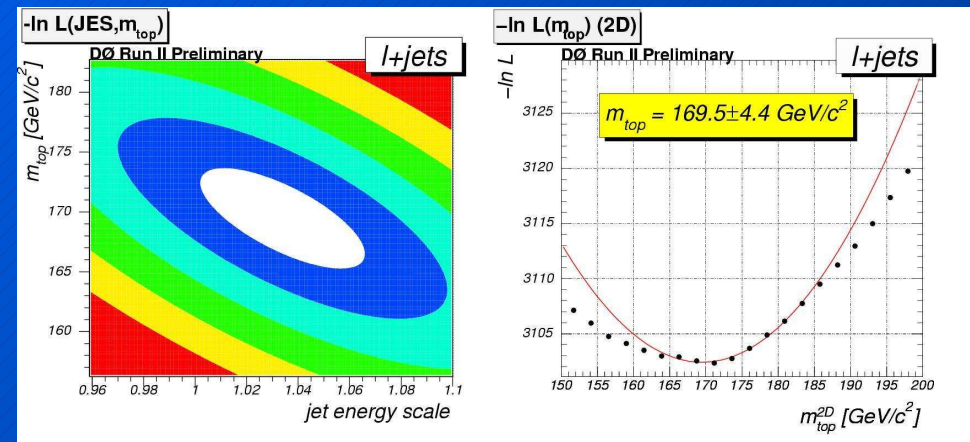 -ln L(JES,m_top)
DØ Run II Preliminary
l+jets
m_top [GeV/c²]
180
175
170
165
160
0.96 0.98 1 1.02 1.04 1.06 1.08 1.1
jet energy scale
–ln L(m_top) (2D)
DØ Run II Preliminary
l+jets
-ln L
m_top = 169.5±4.4 GeV/c²
3125
3120
3115
3110
3105
150 155 160 165 170 175 180 185 190 195 200
m_top^2D [GeV/c²]